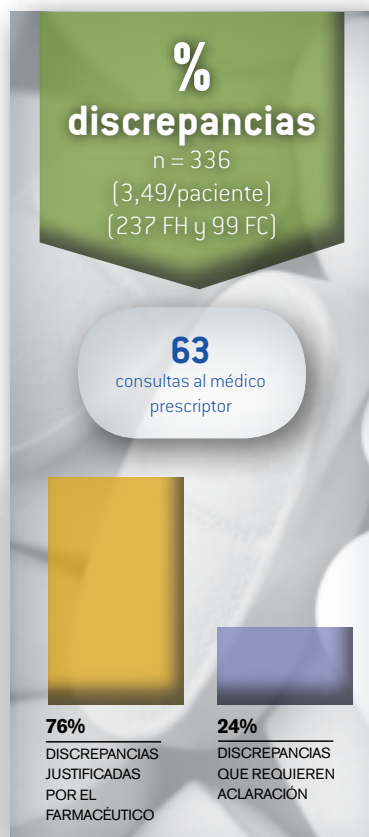 %
discrepancias
n = 336
(3,49/paciente)
(237 FH y 99 FC)
63
consultas al médico
prescriptor
76%
DISCREPANCIAS
JUSTIFICADAS
POR EL
FARMACÉUTICO
24%
DISCREPANCIAS
QUE REQUIEREN
ACLARACIÓN